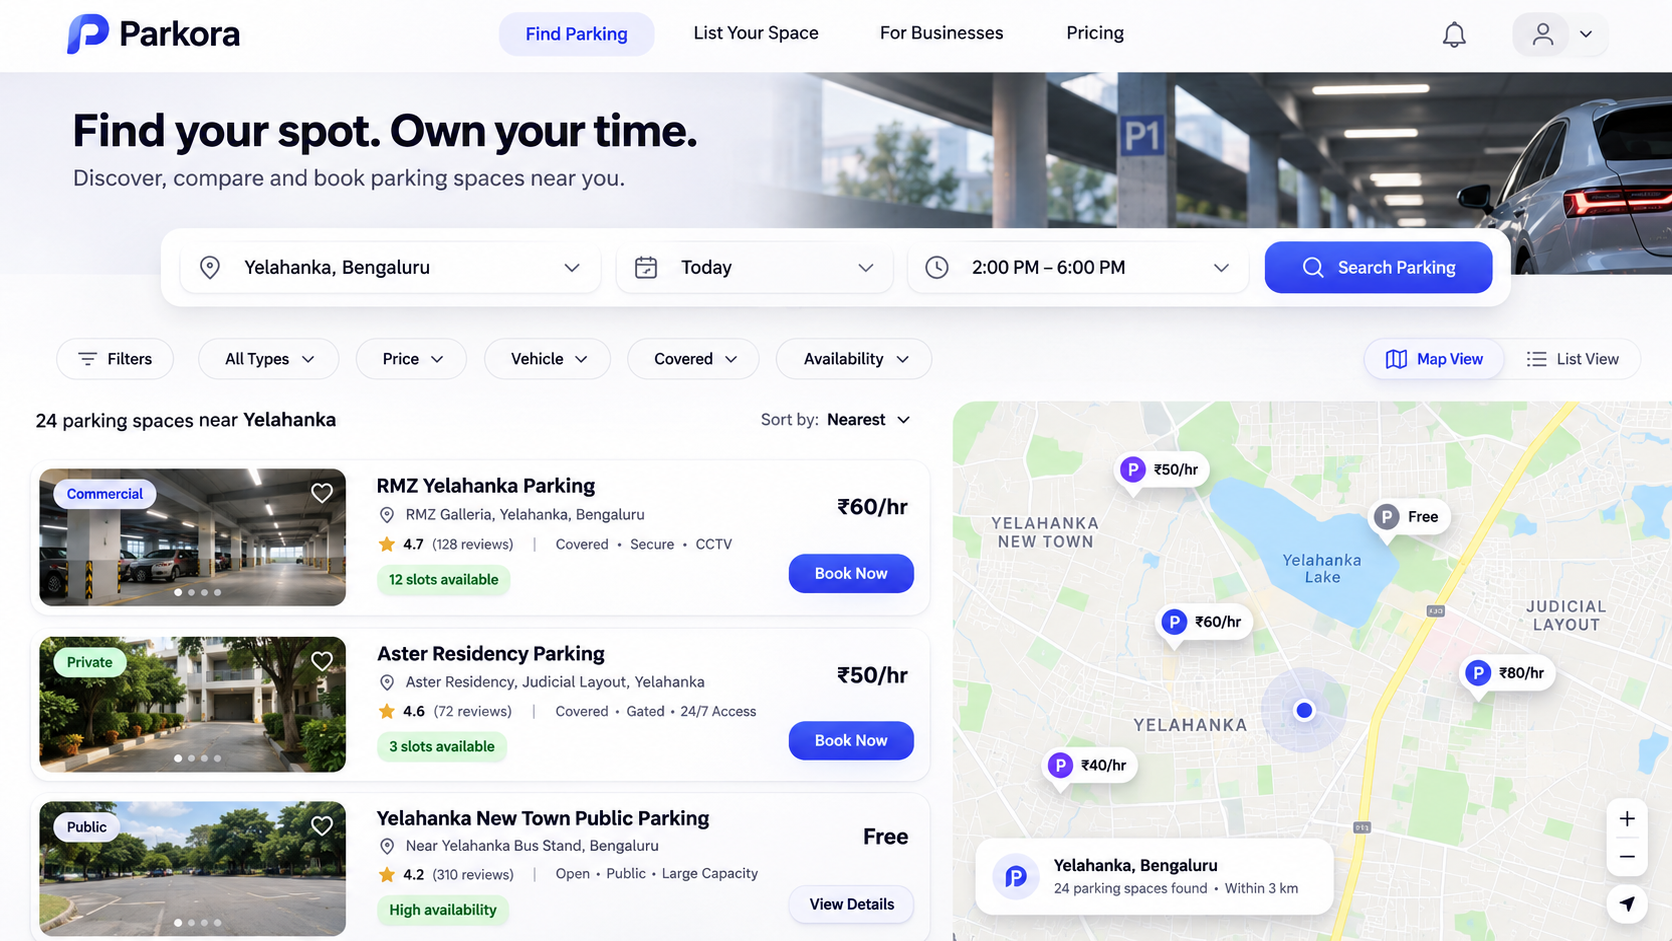 Parkora
Find Parking
List Your Space
For Businesses
Pricing
Find your spot. Own your time.
Discover, compare and book parking spaces near you.
P1
Yelahanka, Bengaluru
Today
2:00 PM – 6:00 PM
Search Parking
Filters
All Types
Price
Vehicle
Covered
Availability
Map View
List View
24 parking spaces near Yelahanka
Sort by: Nearest
Commercial
RMZ Yelahanka Parking
RMZ Galleria, Yelahanka, Bengaluru
4.7 (128 reviews) | Covered • Secure • CCTV
12 slots available
₹60/hr
Book Now
Private
Aster Residency Parking
Aster Residency, Judicial Layout, Yelahanka
4.6 (72 reviews) | Covered • Gated • 24/7 Access
3 slots available
₹50/hr
Book Now
Public
Yelahanka New Town Public Parking
Near Yelahanka Bus Stand, Bengaluru
4.2 (310 reviews) | Open • Public • Large Capacity
High availability
Free
View Details
P ₹50/hr
P Free
YELAHANKA
NEW TOWN
Yelahanka
Lake
JUDICIAL
LAYOUT
P ₹60/hr
P ₹80/hr
YELAHANKA
P ₹40/hr
Yelahanka, Bengaluru
24 parking spaces found • Within 3 km
+
−